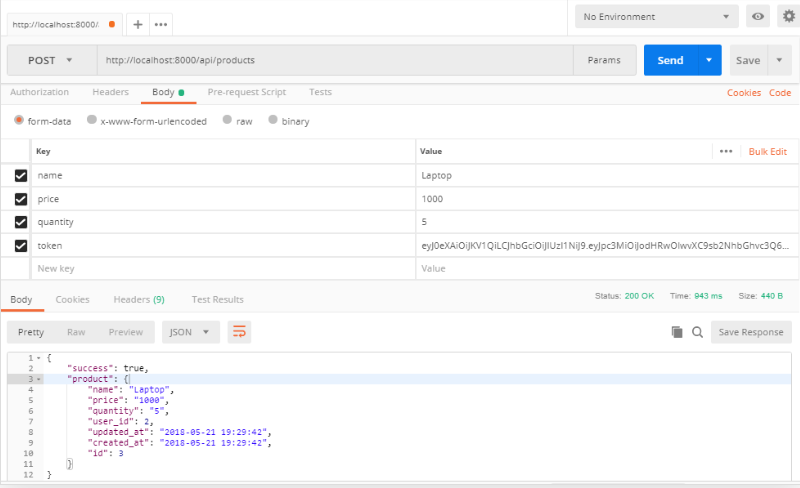 http://localhost:8000/
No Environment
POST http://localhost:8000/api/products Params Send Save
Authorization Headers Body Pre-request Script Tests Cookies Code
form-data x-www-form-urlencoded raw binary
Key Value ••• Bulk Edit
name Laptop
price 1000
quantity 5
token
New key Value
Body Cookies Headers (9) Test Results Status: 200 OK Time: 943 ms Size: 440 B
Pretty Raw Preview JSON Save Response
1 {
2 "success": true,
3 "product": {
4 "name": "Laptop",
5 "price": "1000",
6 "quantity": "5",
7 "user_id": 2,
8 "updated_at": "2018-05-21 19:29:42",
9 "created_at": "2018-05-21 19:29:42",
10 "id": 3
11 }
12 }